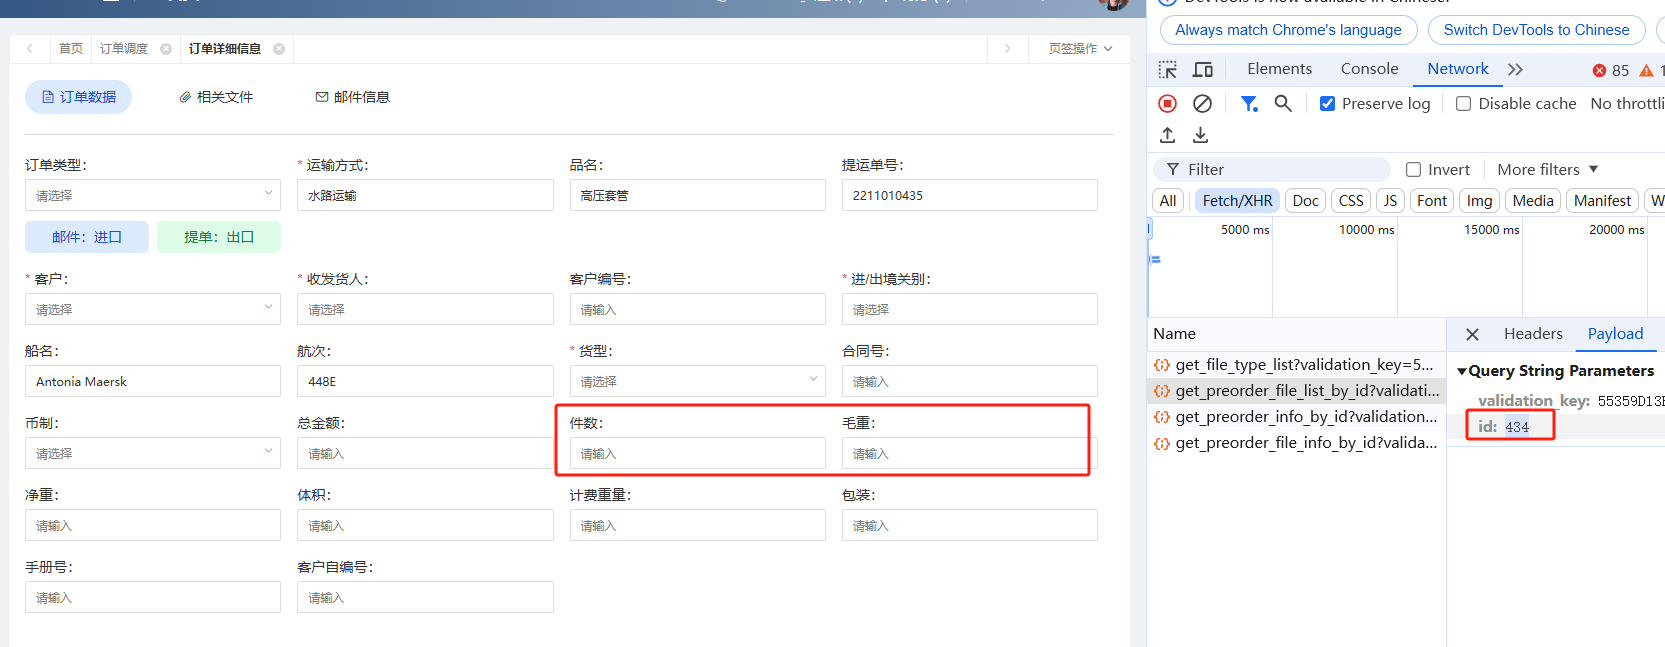 首页
订单调度
订单详细信息
页签操作
订单数据
相关文件
邮件信息
订单类型:
* 运输方式:
品名:
提运单号:
请选择
水路运输
高压套管
2211010435
邮件: 进口
提单: 出口
* 客户:
* 收发货人:
客户编号:
* 进/出境关别:
请选择
请选择
请输入
请选择
船名:
航次:
* 货型:
合同号:
Antonia Maersk
448E
请选择
请输入
币制:
总金额:
件数:
毛重:
请选择
请输入
请输入
请输入
净重:
体积:
计费重量:
包装:
请输入
请输入
请输入
请输入
手册号:
客户自编号:
请输入
请输入
DevTools is now available in Chinese!
Always match Chrome's language
Switch DevTools to Chinese
Elements
Console
Network
85
1
Preserve log
Disable cache
No throttli
Filter
Invert
More filters
All
Fetch/XHR
Doc
CSS
JS
Font
Img
Media
Manifest
W
5000 ms
10000 ms
15000 ms
20000 ms
Name
Headers
Payload
get_file_type_list?validation_key=5...
get_preorder_file_list_by_id?validati...
get_preorder_info_by_id?validation...
get_preorder_file_info_by_id?valida...
Query String Parameters
validation_key: 55359D13
id: 434